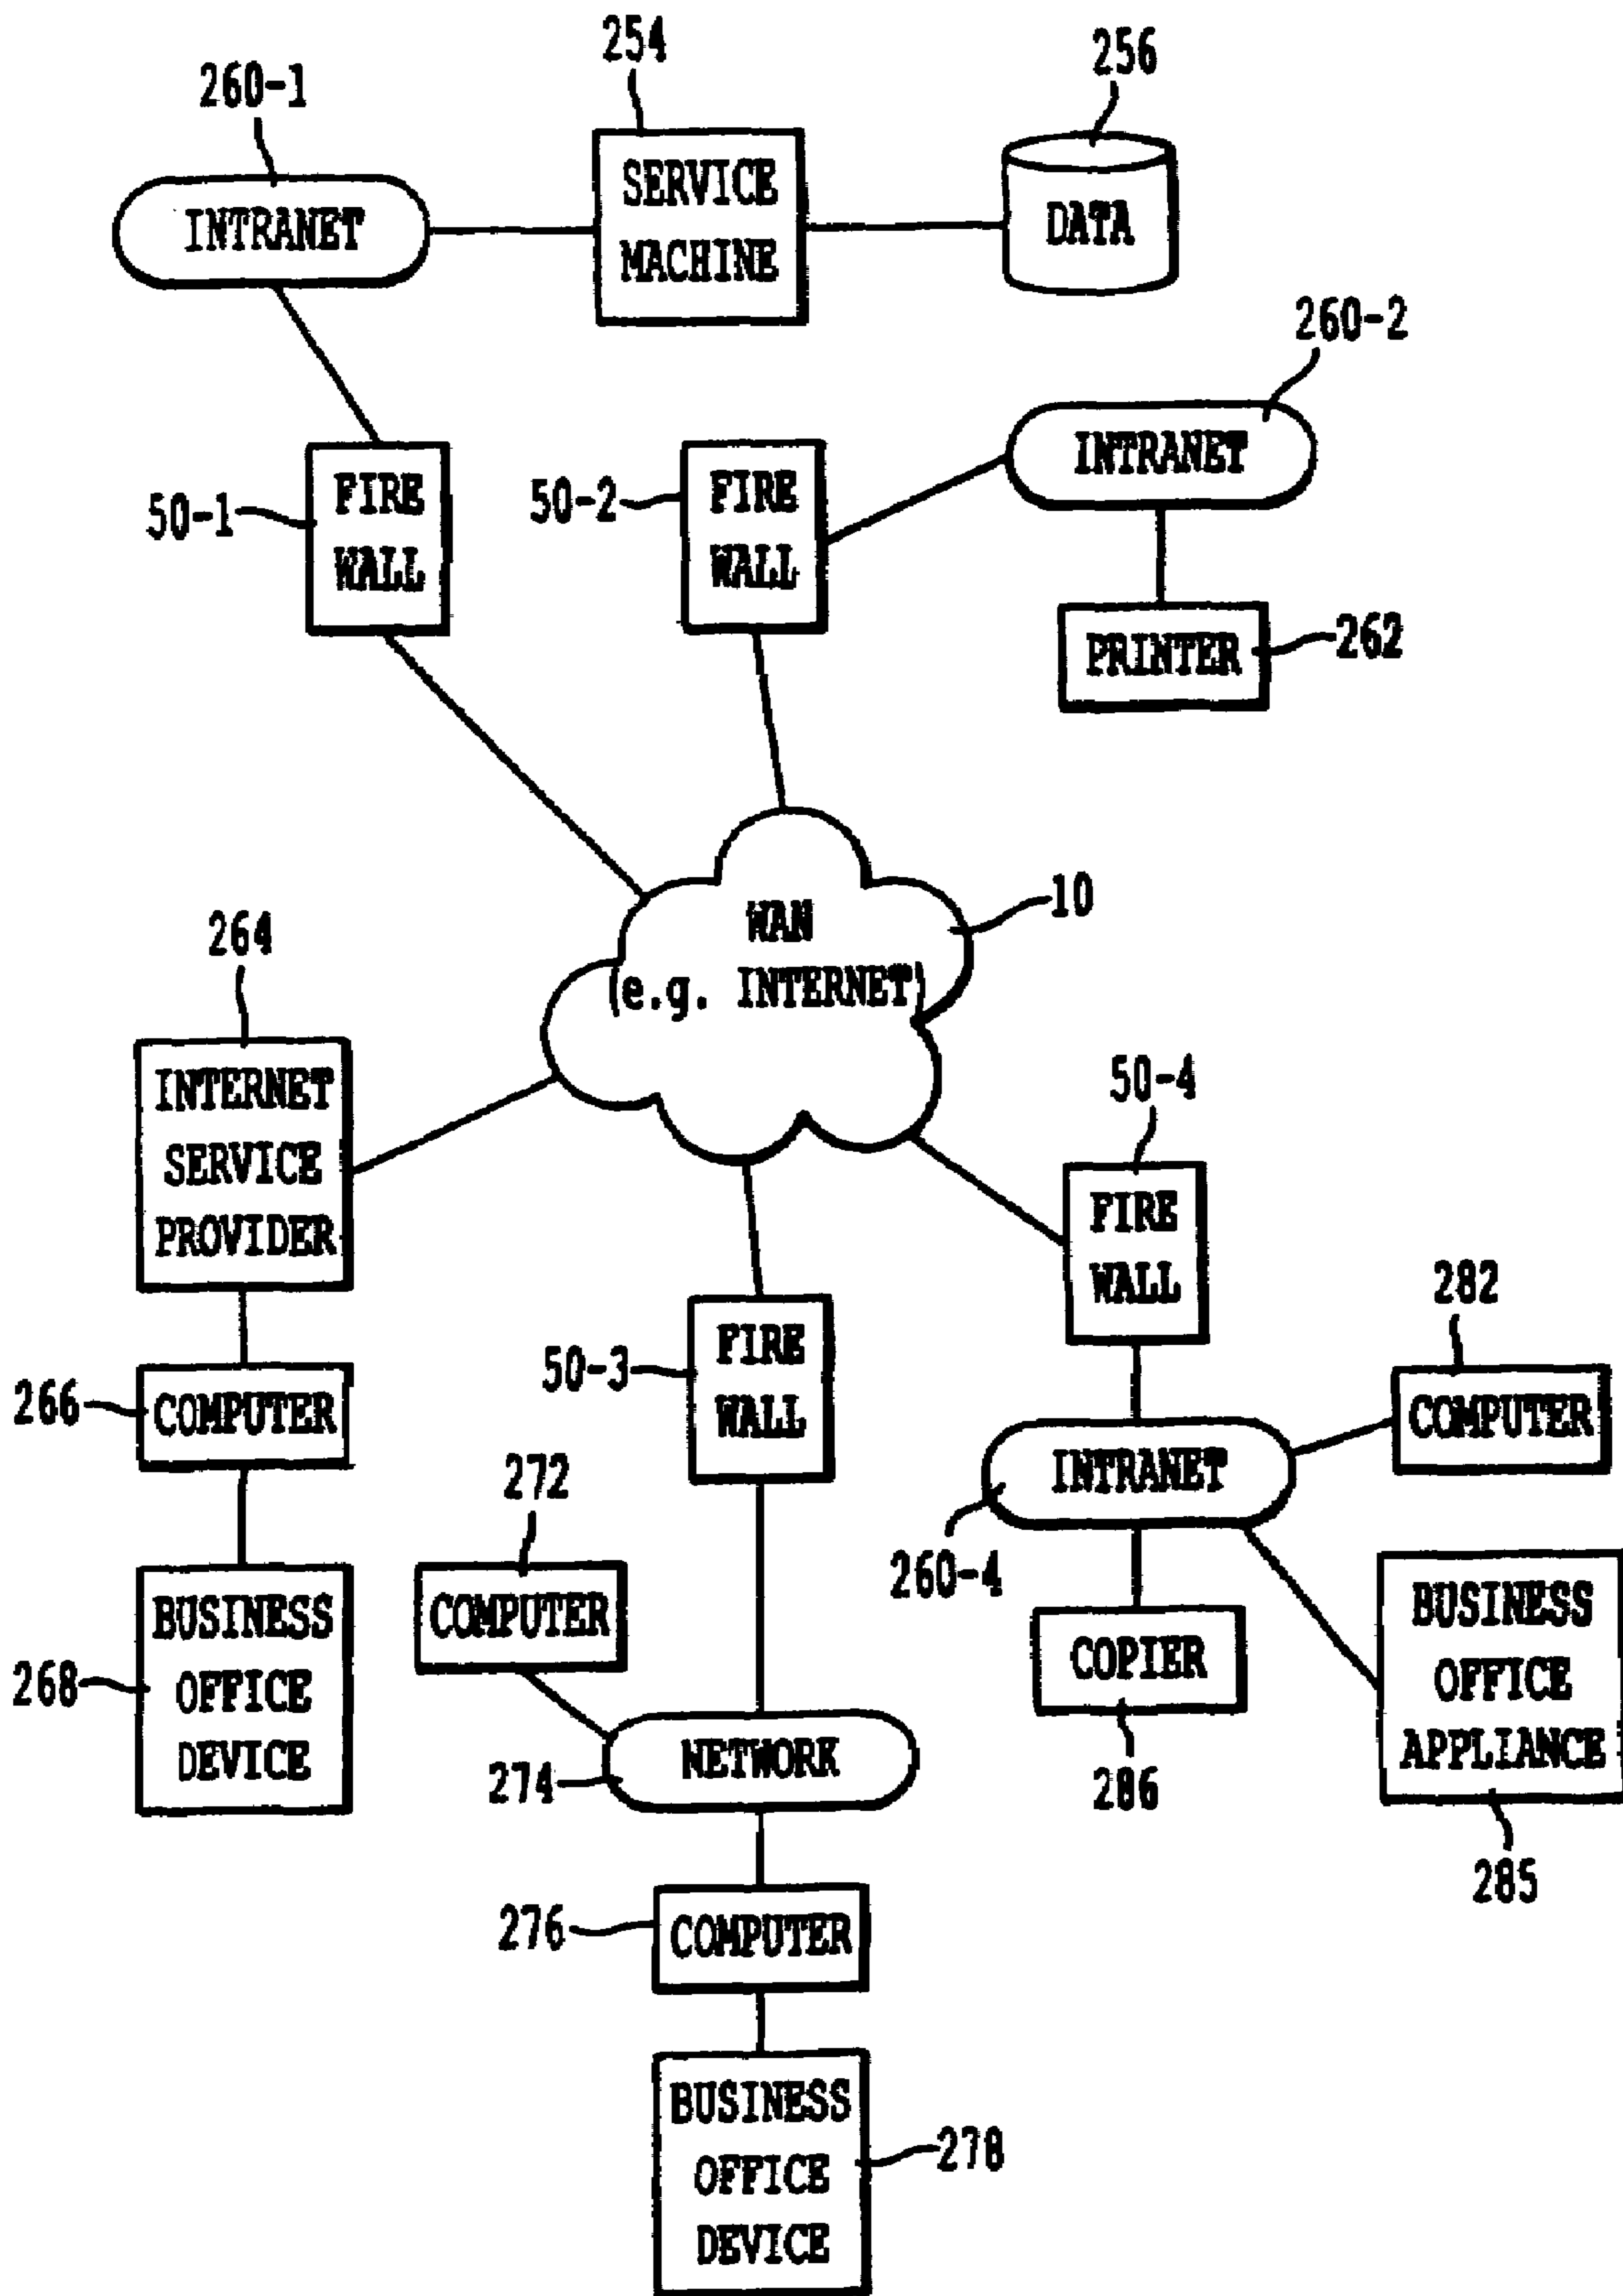 254
256
260-1
SERVICE
MACHINE
INTRANET
DATA
260-2
INTRANET
50-1
FIRE
WALL
50-2
FIRE
WALL
PRINTER
262
10
WAN
(e.g. INTERNET)
264
INTERNET
SERVICE
PROVIDER
50-4
FIRE
WALL
50-3
FIRE
WALL
282
COMPUTER
266
COMPUTER
INTRANET
260-4
272
COMPUTER
268
BUSINESS
OFFICE
DEVICE
COPIER
286
BUSINESS
OFFICE
APPLIANCE
285
274
NETWORK
276
COMPUTER
BUSINESS
OFFICE
DEVICE
278